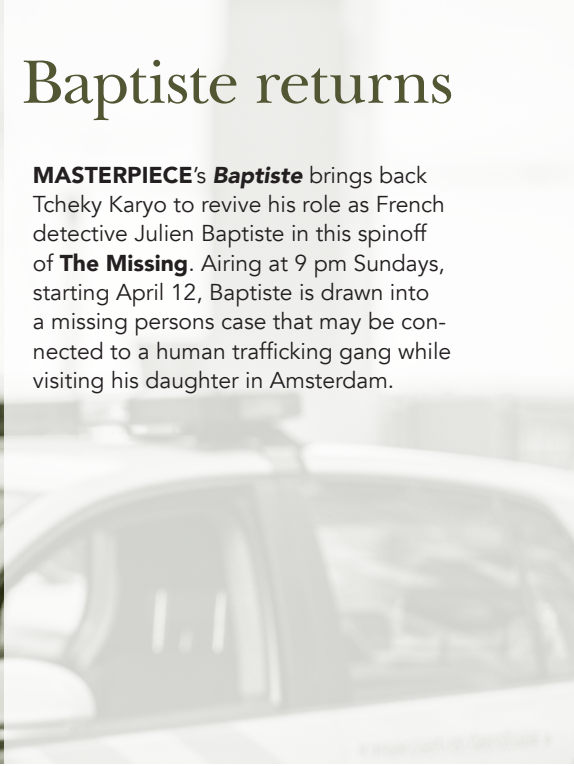 Baptiste returns
MASTERPIECE’s Baptiste brings back
Tcheky Karyo to revive his role as French
detective Julien Baptiste in this spinoff
of The Missing. Airing at 9 pm Sundays,
starting April 12, Baptiste is drawn into
a missing persons case that may be con-
nected to a human trafficking gang while
visiting his daughter in Amsterdam.